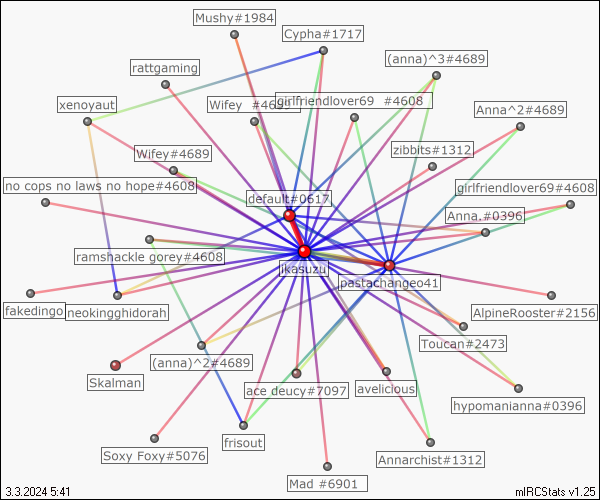 Mushy#1984
Cypha#1717
(anna)^3#4689
rattgaming
xenoyaut
Wifey #4689
girlfriendlover69 #4608
Anna^2#4689
Wifey#4689
zibbits#1312
no cops no laws no hope#4608
girlfriendlover69#4608
default#0617
Anna,#0396
ramshackle gorey#4608
ikasuzu
pastachangeo41
fakedingo
neokingghidorah
AlpineRooster#2156
Toucan#2473
(anna)^2#4689
Skalman
ace deucy#7097
avelicious
hypomanianna#0396
Soxy Foxy#5076
frisout
Annarchist#1312
Mad #6901
3.3.2024 5:41
mIRCStats v1.25